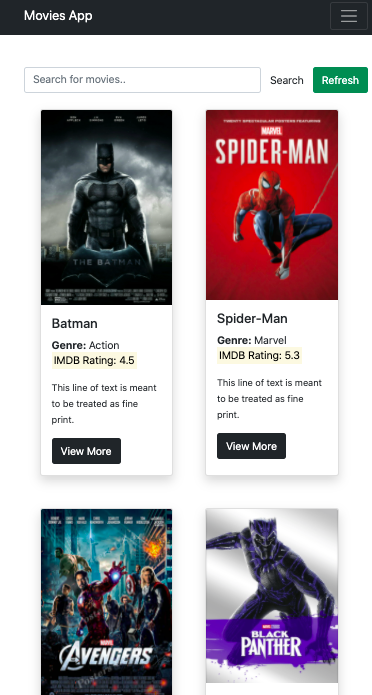 Movies App
Search for movies..
Search
Refresh
THE BATMAN
Batman
Genre: Action
IMDB Rating: 4.5
This line of text is meant
to be treated as fine
print.
View More
MARVEL
SPIDER-MAN
Spider-Man
Genre: Marvel
IMDB Rating: 5.3
This line of text is meant
to be treated as fine
print.
View More
MARVEL
AVENGERS
BLACK
PANTHER